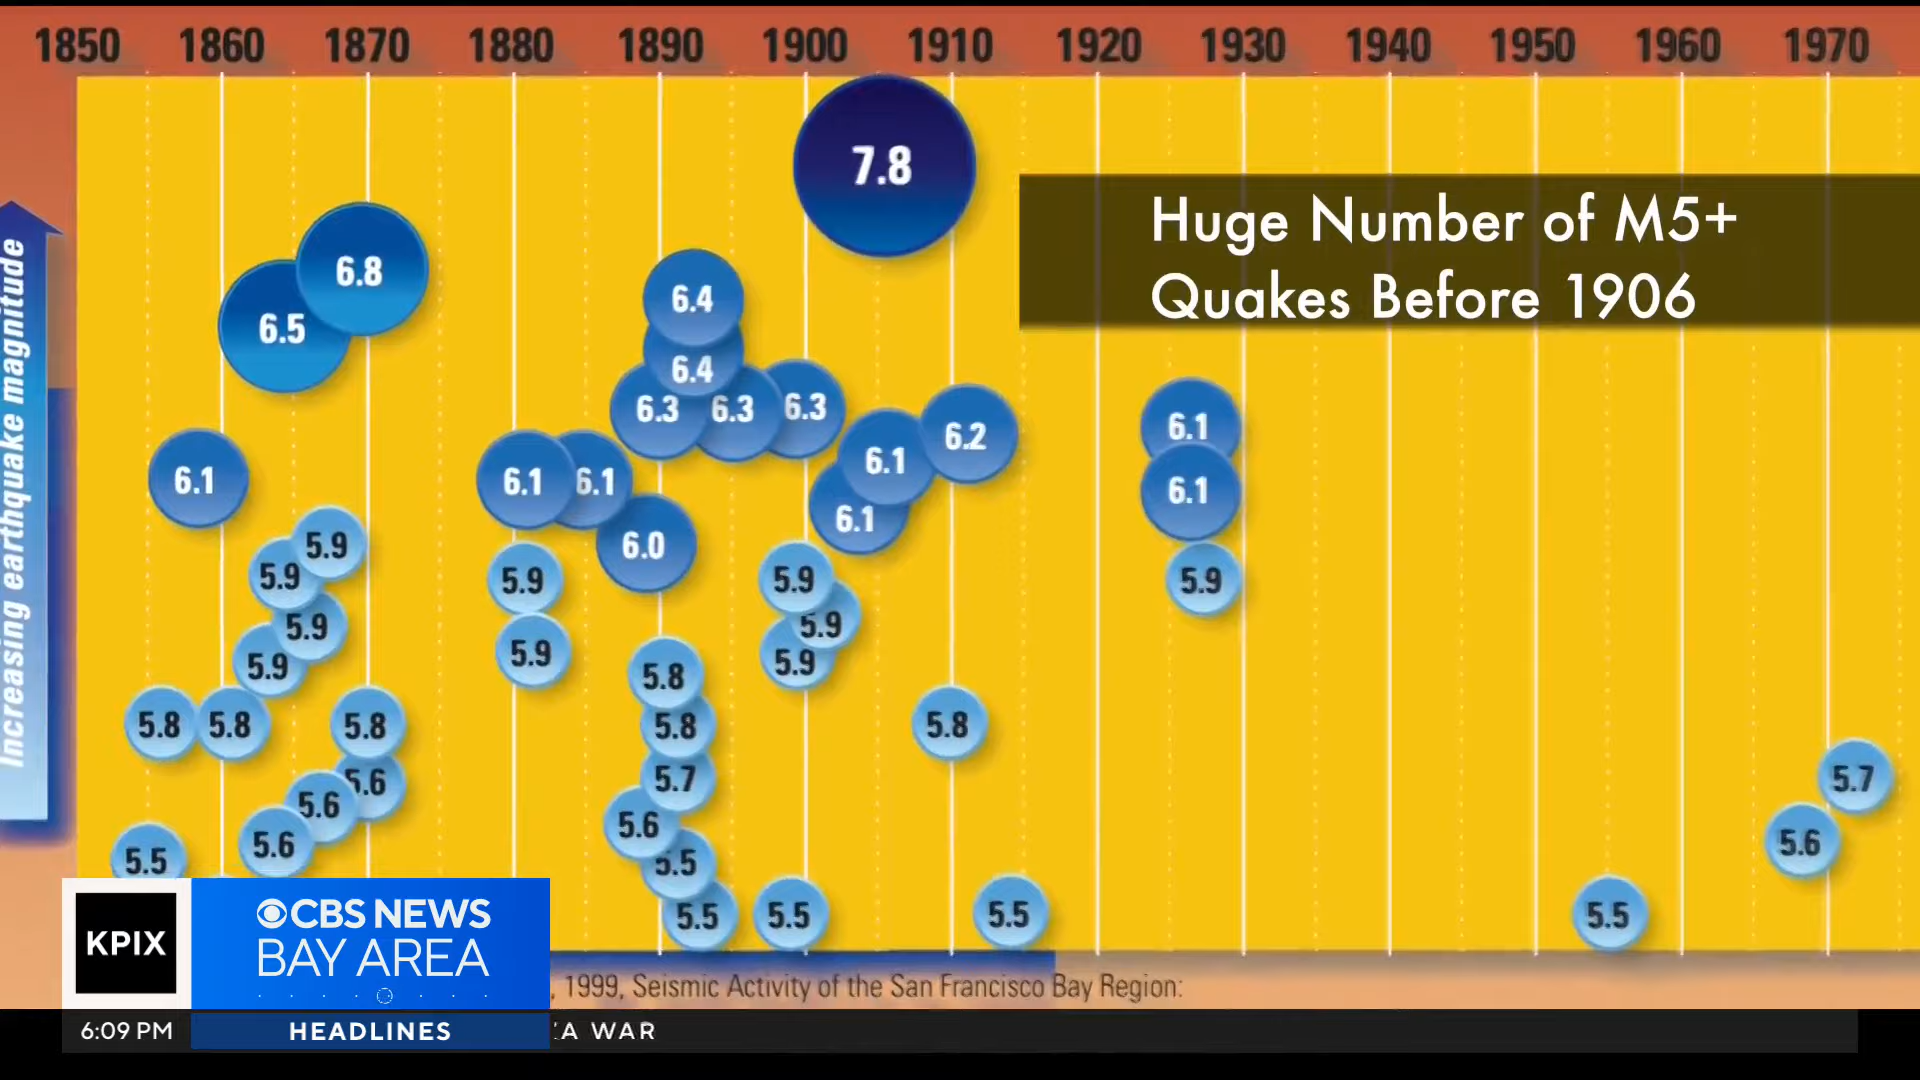 1850 1860 1870 1880 1890 1900 1910 1920 1930 1940 1950 1960 1970
Increasing earthquake magnitude
7.8
Huge Number of M5+
Quakes Before 1906
6.8
6.5
6.4
6.4
6.3 6.3 6.3
6.2
6.1
6.1
6.1 6.1 6.1
6.1
6.1
6.0
5.9
5.9
5.9
5.9
5.9
5.9
5.9
5.9
5.9
5.9
5.8 5.8 5.8
5.8
5.8
5.8
5.7
5.7
5.6
5.6
5.6
5.6
5.6
5.5
5.5
5.5 5.5 5.5 5.5
KPIX
CBS NEWS
BAY AREA
, 1999, Seismic Activity of the San Francisco Bay Region:
6:09 PM HEADLINES WAR